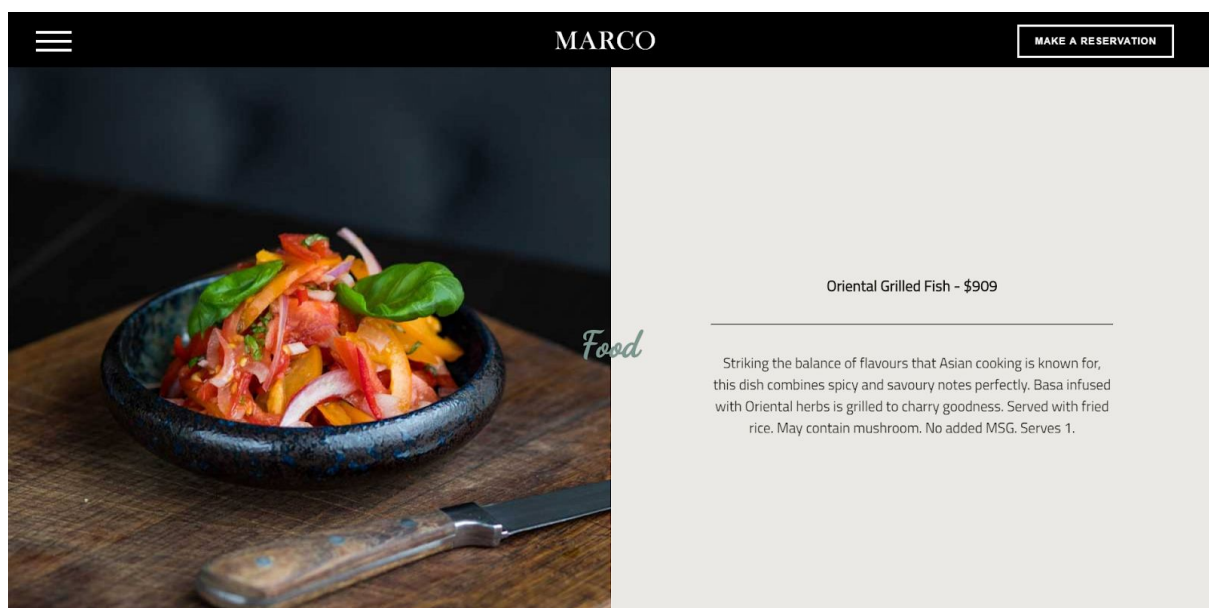 MARCO
MAKE A RESERVATION
Food
Oriental Grilled Fish - $909
Striking the balance of flavours that Asian cooking is known for,
this dish combines spicy and savoury notes perfectly. Basa infused
with Oriental herbs is grilled to charry goodness. Served with fried
rice. May contain mushroom. No added MSG. Serves 1.